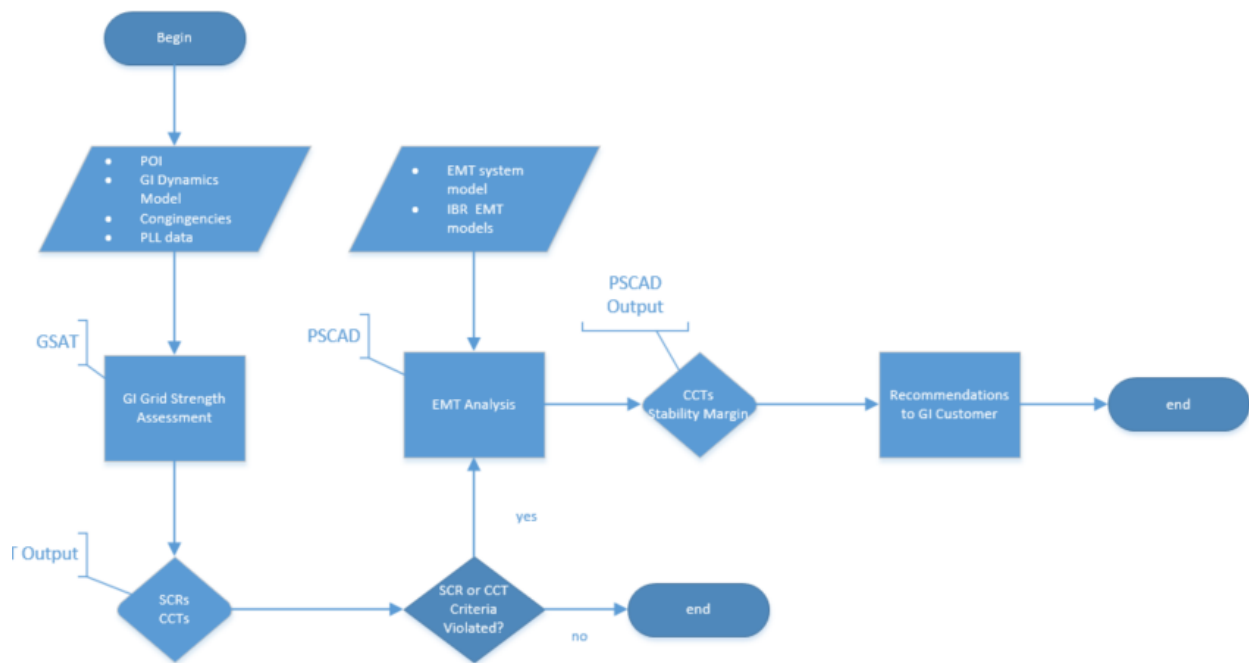 Begin
POI
GI Dynamics
Model
Congingencies
PLL data
EMT system
model
IBR EMT
models
GSAT
GI Grid Strength
Assessment
PSCAD
EMT Analysis
PSCAD
Output
CCTs
Stability Margin
Recommendations
to GI Customer
end
yes
T Output
SCRs
CCTs
SCR or CCT
Criteria
Violated?
no
end